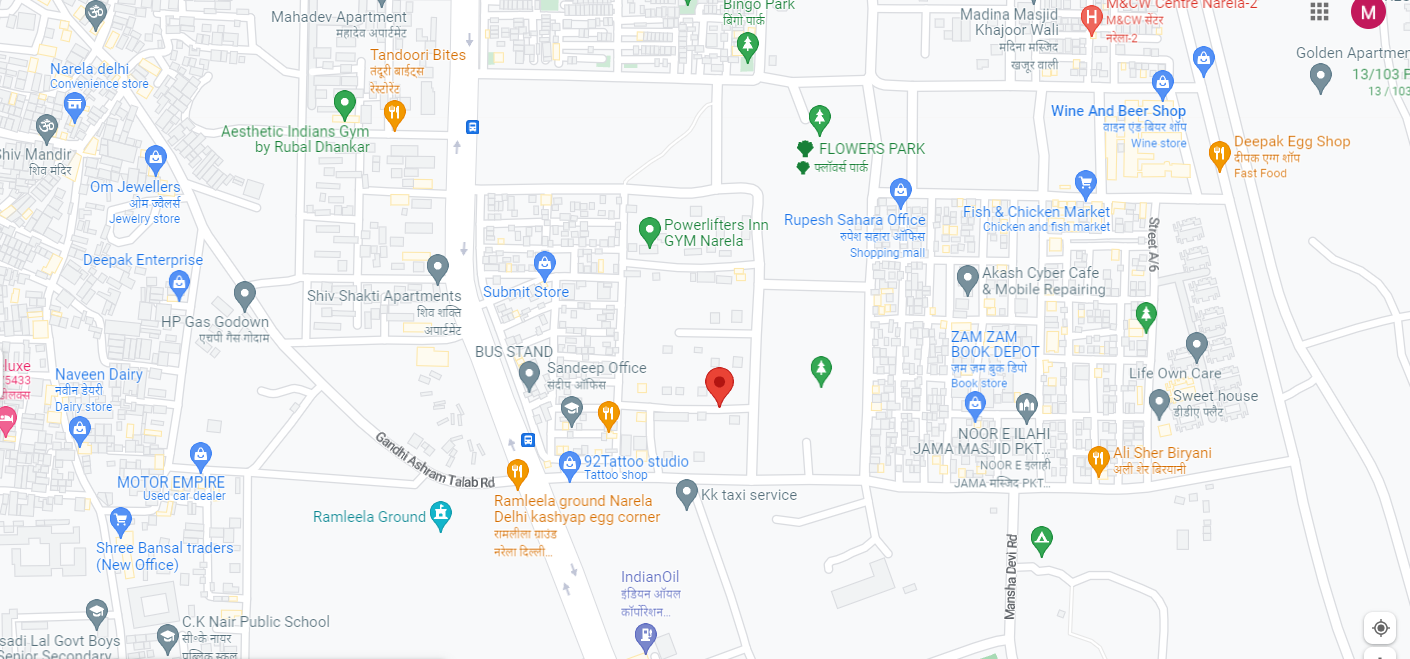 Bingo Park
बिंगो पार्क
Mahadev Apartment
महादेव अपार्टमेंट
Madina Masjid
Khajoor Wali
मदिना मस्जिद
खजूर वाली
M&CW Centre Narela-2
M&CW सेंटर
नरेला-2
M
Golden Apartmen
13/103 F
13 / 103
Tandoori Bites
तंदूरी बाईट्स
रेस्टोरेंट
Narela delhi
Convenience store
Aesthetic Indians Gym
by Rubal Dhankar
Wine And Beer Shop
वाइन एंड बियर शॉप
Wine store
Deepak Egg Shop
दीपक एग्ग शॉप
Fast Food
FLOWERS PARK
फ्लॉवर्स पार्क
Shiv Mandir
शिव मंदिर
Om Jewellers
ओम ज्वैलर्स
Jewelry store
Rupesh Sahara Office
रुपेश सहारा ऑफिस
Shopping mall
Fish & Chicken Market
Chicken and fish market
Powerlifters Inn
GYM Narela
Street A/6
Deepak Enterprise
Submit Store
Akash Cyber Cafe
& Mobile Repairing
Shiv Shakti Apartments
शिव शक्ति
अपार्टमेंट
HP Gas Godown
एचपी गैस गोदाम
BUS STAND
Sandeep Office
संदीप ऑफिस
ZAM ZAM
BOOK DEPOT
ज़म ज़म बुक डिपो
Book store
Life Own Care
luxe
5433
Naveen Dairy
नवीन डेयरी
Dairy store
Sweet house
डीडीए फ्लैट
Gandhi Ashram Talab Rd
NOOR E ILAHI
JAMA MASJID PKT...
NOOR E इलाही
JAMA मस्जिद PKT...
Ali Sher Biryani
अली शेर बिरयानी
92Tattoo studio
Tattoo shop
MOTOR EMPIRE
Used car dealer
Kk taxi service
Ramleela ground Narela
Delhi kashyap egg corner
रामलीला ग्राउंड
नरेला दिल्ली...
Ramleela Ground
Shree Bansal traders
(New Office)
Mansha Devi Rd
IndianOil
इंडियन ऑयल
कॉर्पोरेशन...
C.K Nair Public School
सी॰के नायर
पब्लिक स्कूल
sadi Lal Govt Boys
Senior Secondary